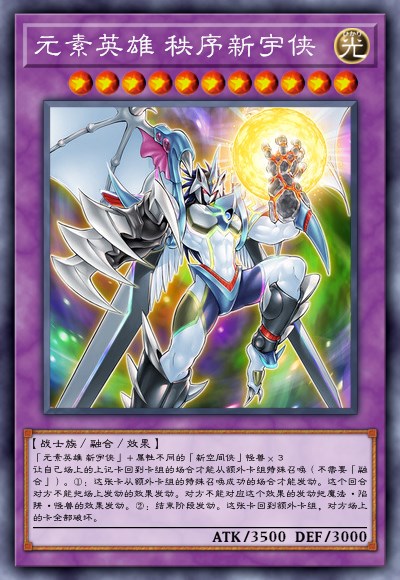 元素英雄 秩序新宇侠
ひかり
光
【战士族／融合／效果】
「元素英雄 新宇侠」＋属性不同的「新空间侠」怪兽×3
让自己场上的上记卡回到卡组的场合才能从额外卡组特殊召唤（不需要「融
合」）。①：这张卡从额外卡组的特殊召唤成功的场合才能发动。这个回合
对方不能把场上发动的效果发动。对方不能对应这个效果的发动把魔法·陷
阱·怪兽的效果发动。②：结束阶段发动。这张卡回到额外卡组，对方场上
的卡全部破坏。
ATK/3500 DEF/3000